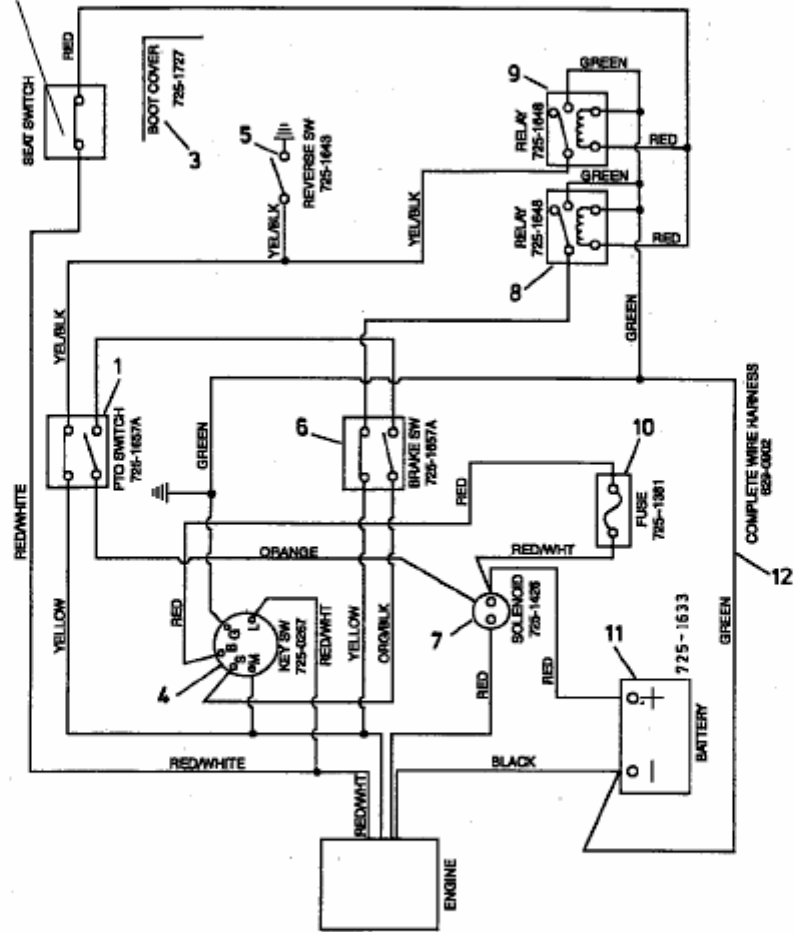 RED
SEAT SWITCH
BOOT COVER
725-1727
3
5
REVERSE SW
725-1643
YEL/BLK
9
GREEN
RELAY
725-1648
RED
GREEN
RELAY
725-1648
RED
8
YEL/BLK
GREEN
YEL/BLK
1
PTO SWITCH
725-1657A
GREEN
6
BRAKE SW
725-1657A
RED
10
FUSE
725-1381
COMPLETE WIRE HARNESS
629-0902
12
RED/WHITE
ORANGE
RED/WHT
SOLENOID
725-1426
7
YELLOW
RED
G
L
B
S
M
KEY SW
725-0267
4
RED/WHT
YELLOW
ORG/BLK
RED
RED
11
725-1633
+
−
BATTERY
GREEN
RED/WHITE
RED/WHT
BLACK
ENGINE